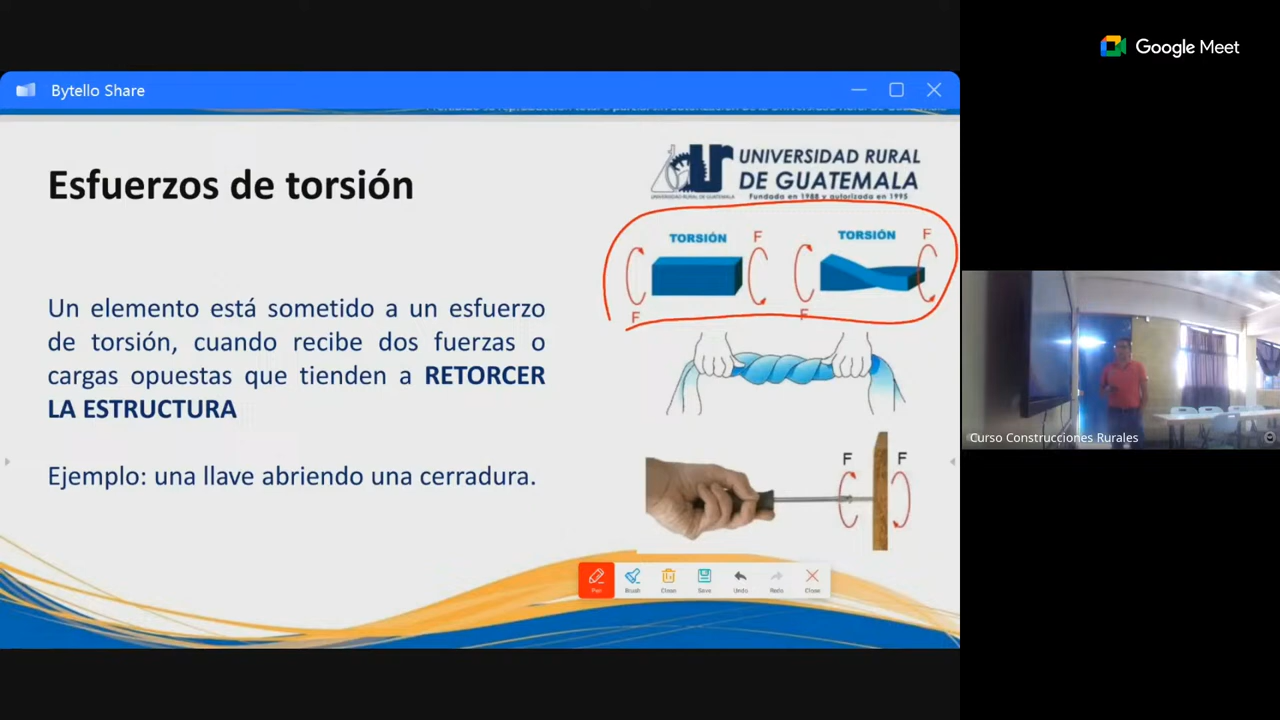 Google Meet
Bytello Share
Esfuerzos de torsión
UNIVERSIDAD RURAL
DE GUATEMALA
Fundada en 1988 y autorizada en 1995
TORSIÓN
F
TORSIÓN
F
F
F
Un elemento está sometido a un esfuerzo
de torsión, cuando recibe dos fuerzas o
cargas opuestas que tienden a RETORCER
LA ESTRUCTURA
Ejemplo: una llave abriendo una cerradura.
F
F
Curso Construcciones Rurales
Pen
Brush
Save
Undo
Redo
Close